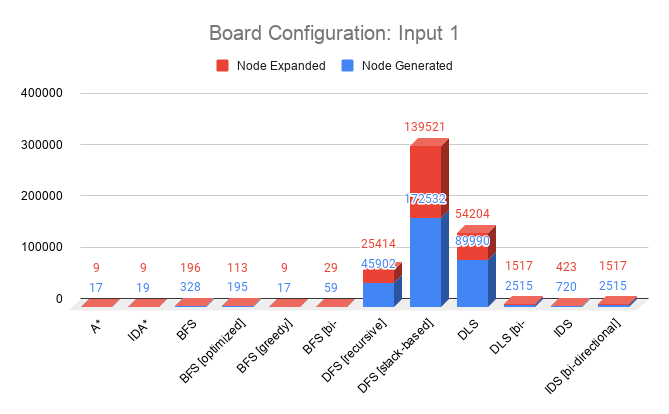 Board Configuration: Input 1
Node Expanded Node Generated
400000
300000
200000
100000
0
9 9 196 113 9 29 25414 139521 54204 1517 423 1517
17 19 328 195 17 59 45902 172532 89990 2515 720 2515
A*
IDA*
BFS
BFS [optimized]
BFS [greedy]
BFS [bi-
DFS [recursive]
DFS [stack-based]
DLS
DLS [bi-
IDS
IDS [bi-directional]